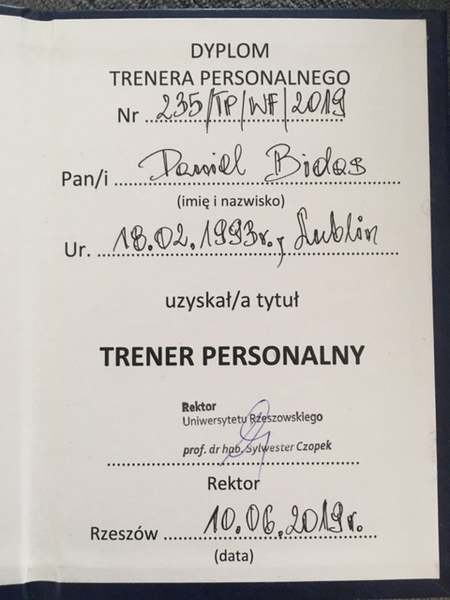 DYPLOM
TRENERA PERSONALNEGO
Nr 235/TP/WF/2019
Pan/i Daniel Bidas
(imię i nazwisko)
Ur. 18.02.1993r., Lublin
uzyskał/a tytuł
TRENER PERSONALNY
Rektor
Uniwersytetu Rzeszowskiego
prof. dr hab. Sylwester Czopek
Rektor
Rzeszów 10.06.2019r.
(data)